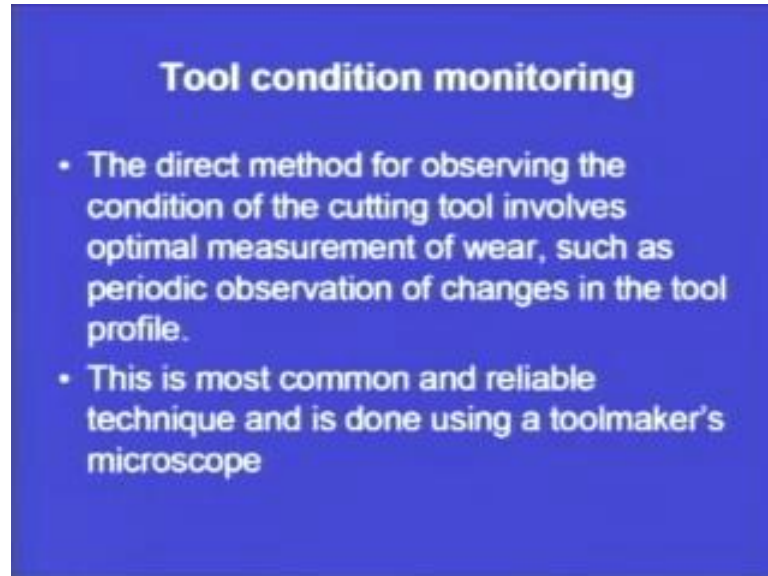 Tool condition monitoring
• The direct method for observing the
condition of the cutting tool involves
optimal measurement of wear, such as
periodic observation of changes in the tool
profile.
• This is most common and reliable
technique and is done using a toolmaker's
microscope